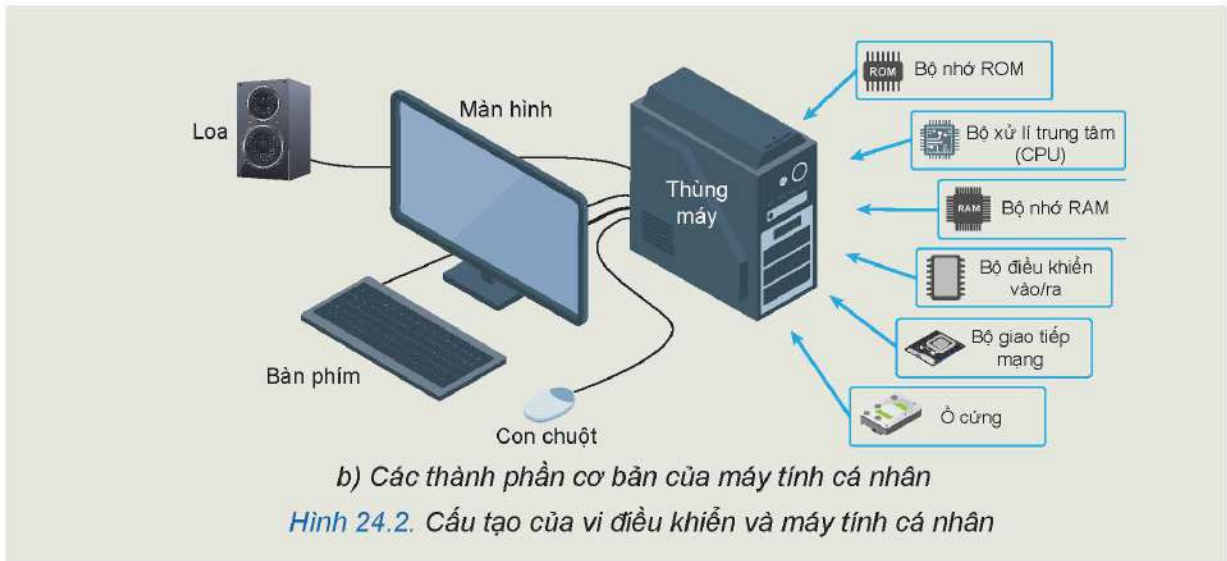 Loa
Màn hình
Thùng
máy
Bàn phím
Con chuột
ROM
Bộ nhớ ROM
Bộ xử lí trung tâm
(CPU)
RAM
Bộ nhớ RAM
Bộ điều khiển
vào/ra
Bộ giao tiếp
mạng
Ổ cứng
b) Các thành phần cơ bản của máy tính cá nhân
Hình 24.2. Cấu tạo của vi điều khiển và máy tính cá nhân